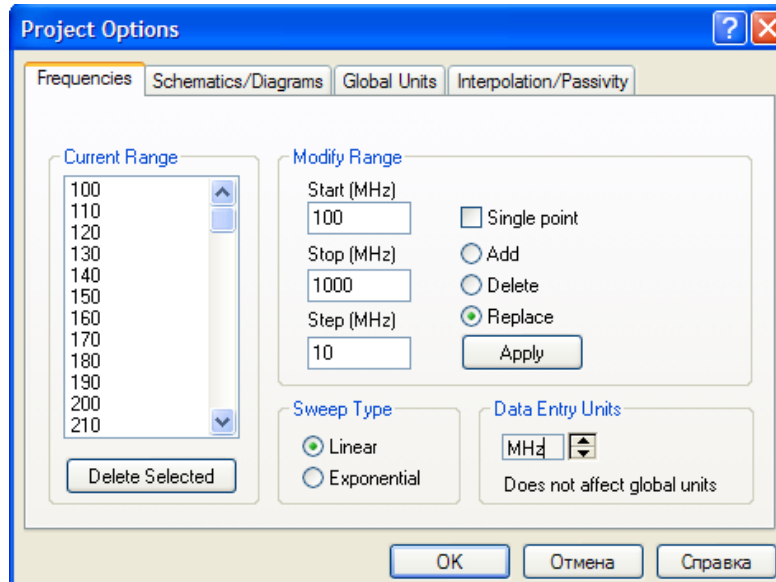 Project Options
Frequencies
Schematics/Diagrams
Global Units
Interpolation/Passivity
Current Range
100
110
120
130
140
150
160
170
180
190
200
210
Delete Selected
Modify Range
Start (MHz)
100
Stop (MHz)
1000
Step (MHz)
10
Single point
Add
Delete
Replace
Apply
Sweep Type
Linear
Exponential
Data Entry Units
MHz
Does not affect global units
OK
Отмена
Справка